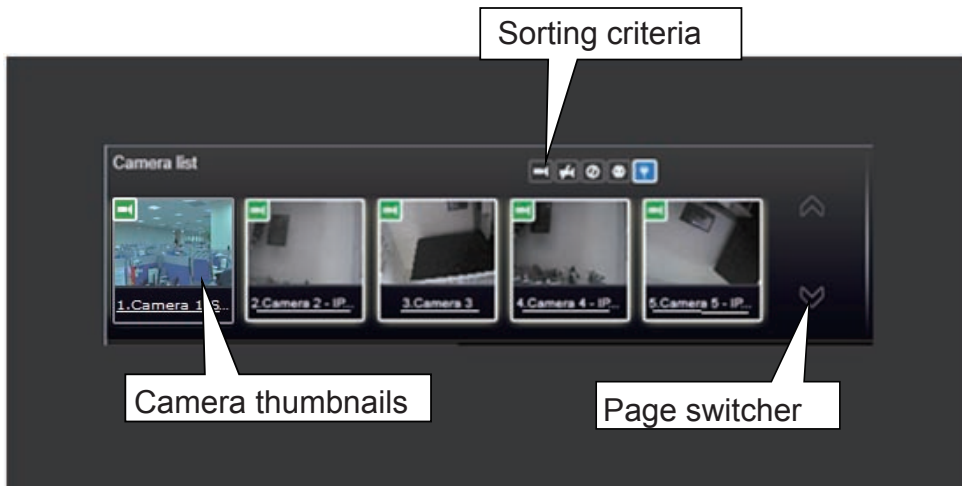 Sorting criteria
Camera list
1.Camera 1 S...
2.Camera 2 - IP...
3.Camera 3
4.Camera 4 - IP...
5.Camera 5 - IP...
Camera thumbnails
Page switcher